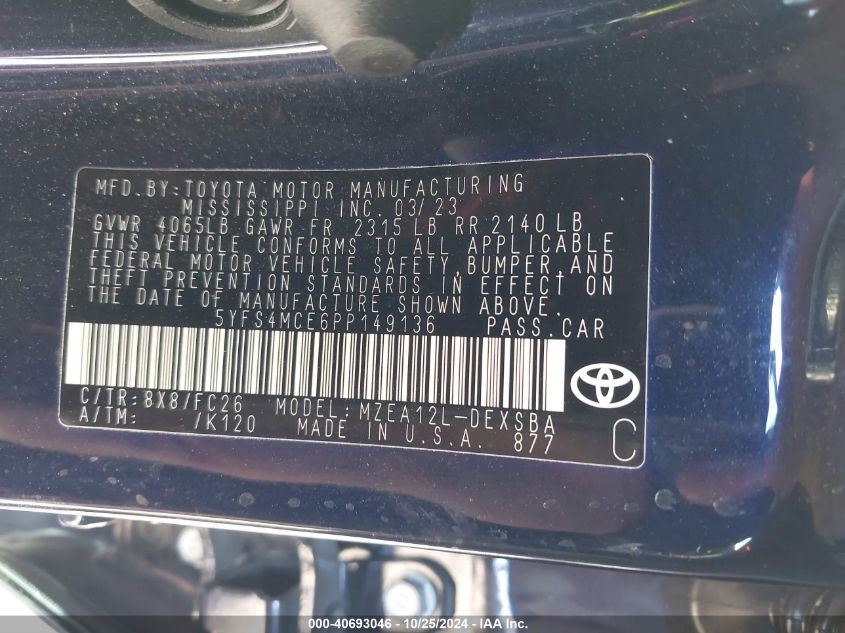 MFD.BY:TOYOTA MOTOR MANUFACTURING
MISSISSIPPI INC. 03/23
GVWR 4065LB GAWR FR 2315 LB RR 2140 LB
THIS VEHICLE CONFORMS TO ALL APPLICABLE
FEDERAL MOTOR VEHICLE SAFETY,BUMPER,AND
THEFT PREVENTION STANDARDS IN EFFECT ON
THE DATE OF MANUFACTURE SHOWN ABOVE.
5YFS4MCE6PP149136 PASS.CAR
C/TR:8X8/FC26 MODEL:MZEA12L-DEXSBA
A/TM: /K120 MADE IN U.S.A. 877
C
000-40693046 - 10/25/2024 - IAA Inc.